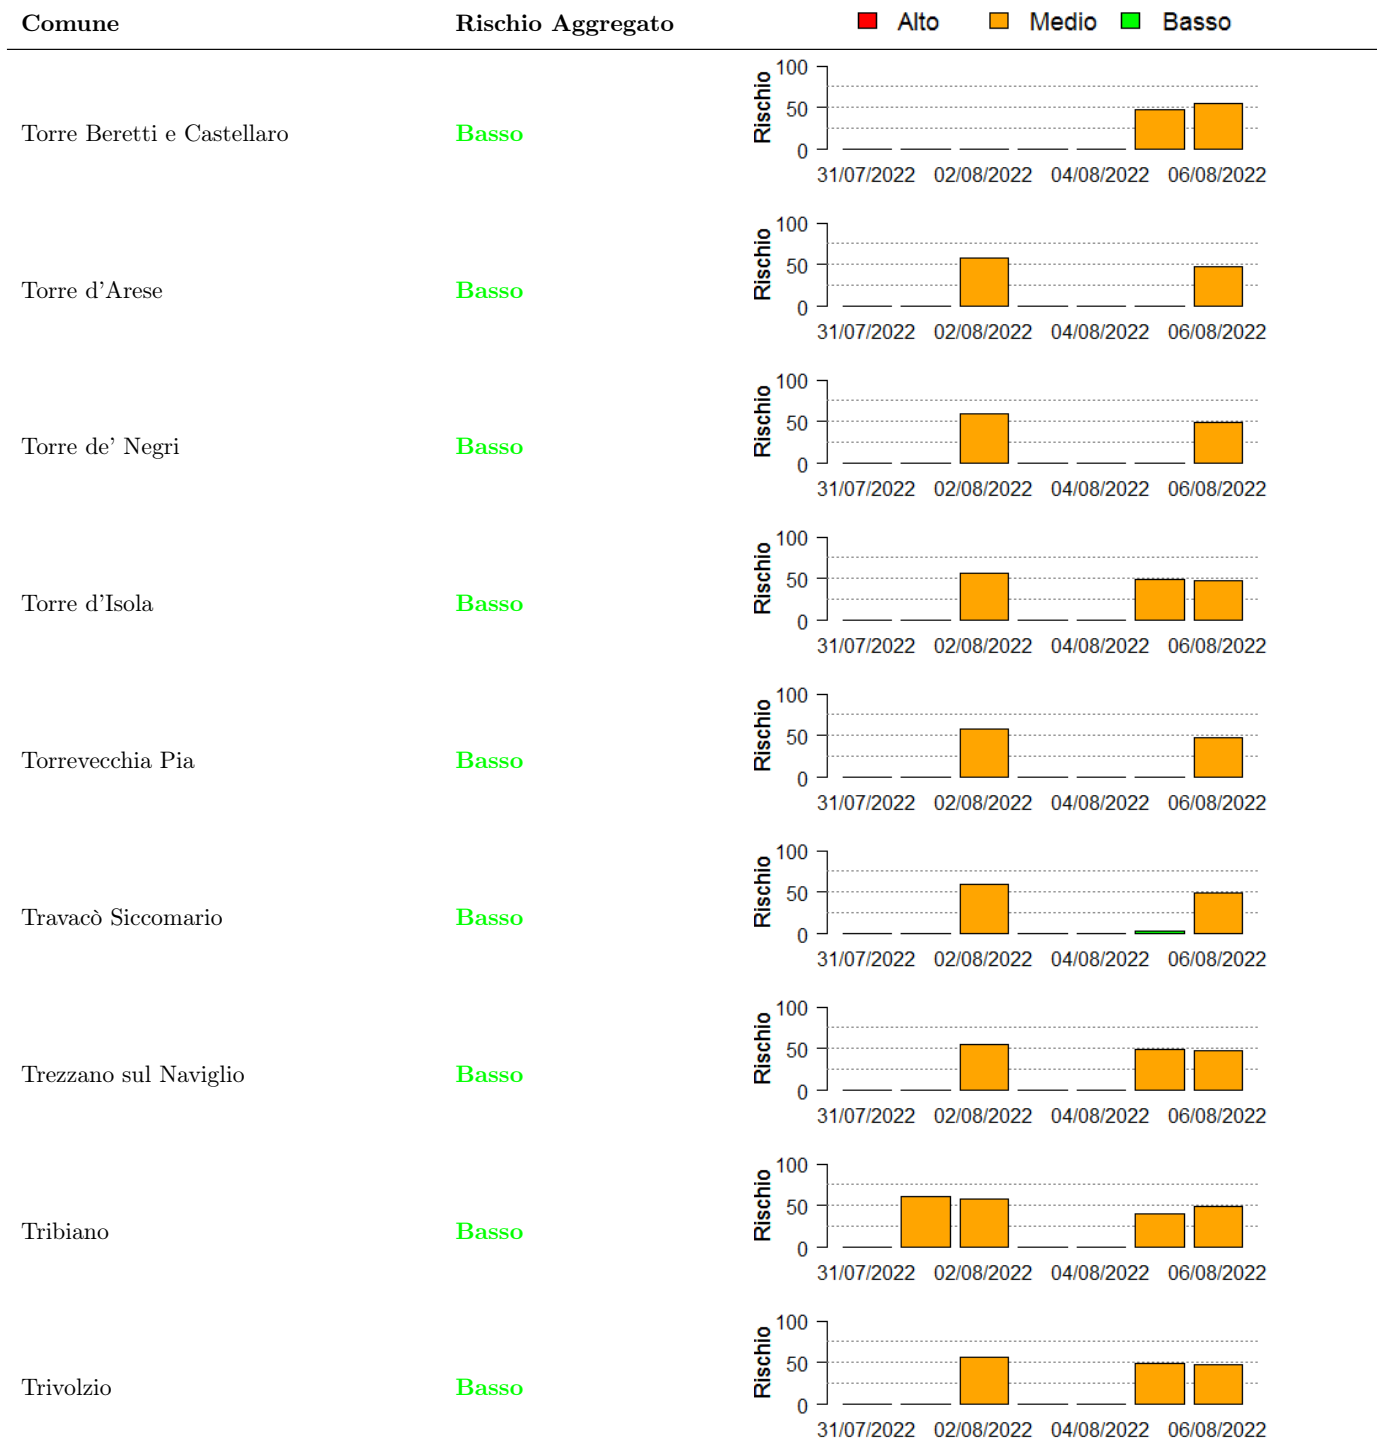 Comune Rischio Aggregato Alto Medio Basso
Torre Beretti e Castellaro Basso
Rischio
100
50
0
31/07/2022 02/08/2022 04/08/2022 06/08/2022
Torre d'Arese Basso
Rischio
100
50
0
31/07/2022 02/08/2022 04/08/2022 06/08/2022
Torre de' Negri Basso
Rischio
100
50
0
31/07/2022 02/08/2022 04/08/2022 06/08/2022
Torre d'Isola Basso
Rischio
100
50
0
31/07/2022 02/08/2022 04/08/2022 06/08/2022
Torrevecchia Pia Basso
Rischio
100
50
0
31/07/2022 02/08/2022 04/08/2022 06/08/2022
Travacò Siccomario Basso
Rischio
100
50
0
31/07/2022 02/08/2022 04/08/2022 06/08/2022
Trezzano sul Naviglio Basso
Rischio
100
50
0
31/07/2022 02/08/2022 04/08/2022 06/08/2022
Tribiano Basso
Rischio
100
50
0
31/07/2022 02/08/2022 04/08/2022 06/08/2022
Trivolzio Basso
Rischio
100
50
0
31/07/2022 02/08/2022 04/08/2022 06/08/2022